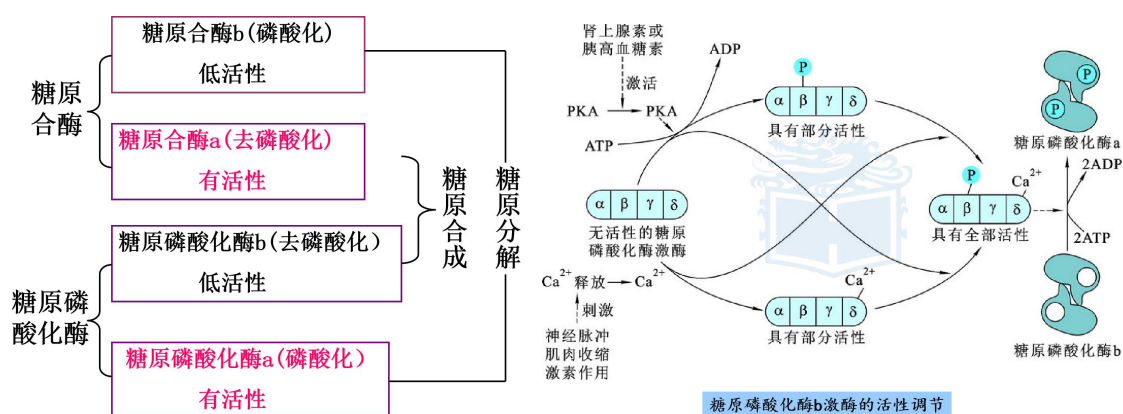 糖原合酶b(磷酸化)
低活性
糖原
合酶
糖原合酶a(去磷酸化)
有活性
糖原磷酸化酶b(去磷酸化）
低活性
糖原磷
酸化酶
糖原磷酸化酶a(磷酸化）
有活性
糖原合成
糖原分解
肾上腺素或
胰高血糖素
激活
PKA
PKA
ATP
ADP
P
α β γ δ
具有部分活性
α β γ δ
无活性的糖原
磷酸化酶激酶
Ca²⁺释放
Ca²⁺
刺激
神经脉冲
肌肉收缩
激素作用
Ca²⁺
α β γ δ
具有部分活性
P
Ca²⁺
α β γ δ
具有全部活性
P
P
糖原磷酸化酶a
2ADP
2ATP
糖原磷酸化酶b
糖原磷酸化酶b激酶的活性调节